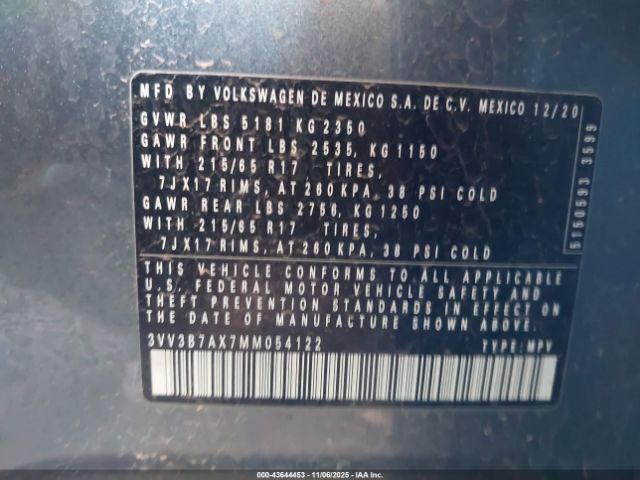 MFD BY VOLKSWAGEN DE MEXICO S.A. DE C.V. MEXICO 12/20
GVWR LBS 5181 KG 2350
GAWR FRONT LBS 2535, KG 1150
WITH 215/65 R17 TIRES,
7JX17 RIMS, AT 260 KPA, 38 PSI COLD
GAWR REAR LBS 2756, KG 1250
WITH 215/65 R17 TIRES,
7JX17 RIMS, AT 260 KPA, 38 PSI COLD
5150593 3599
THIS VEHICLE CONFORMS TO ALL APPLICABLE
U.S. FEDERAL MOTOR VEHICLE SAFETY AND
THEFT PREVENTION STANDARDS IN EFFECT ON
THE DATE OF MANUFACTURE SHOWN ABOVE.
3VV3B7AX7MM054122 TYPE: MPV
000-43644453 - 11/06/2025 - IAA Inc.